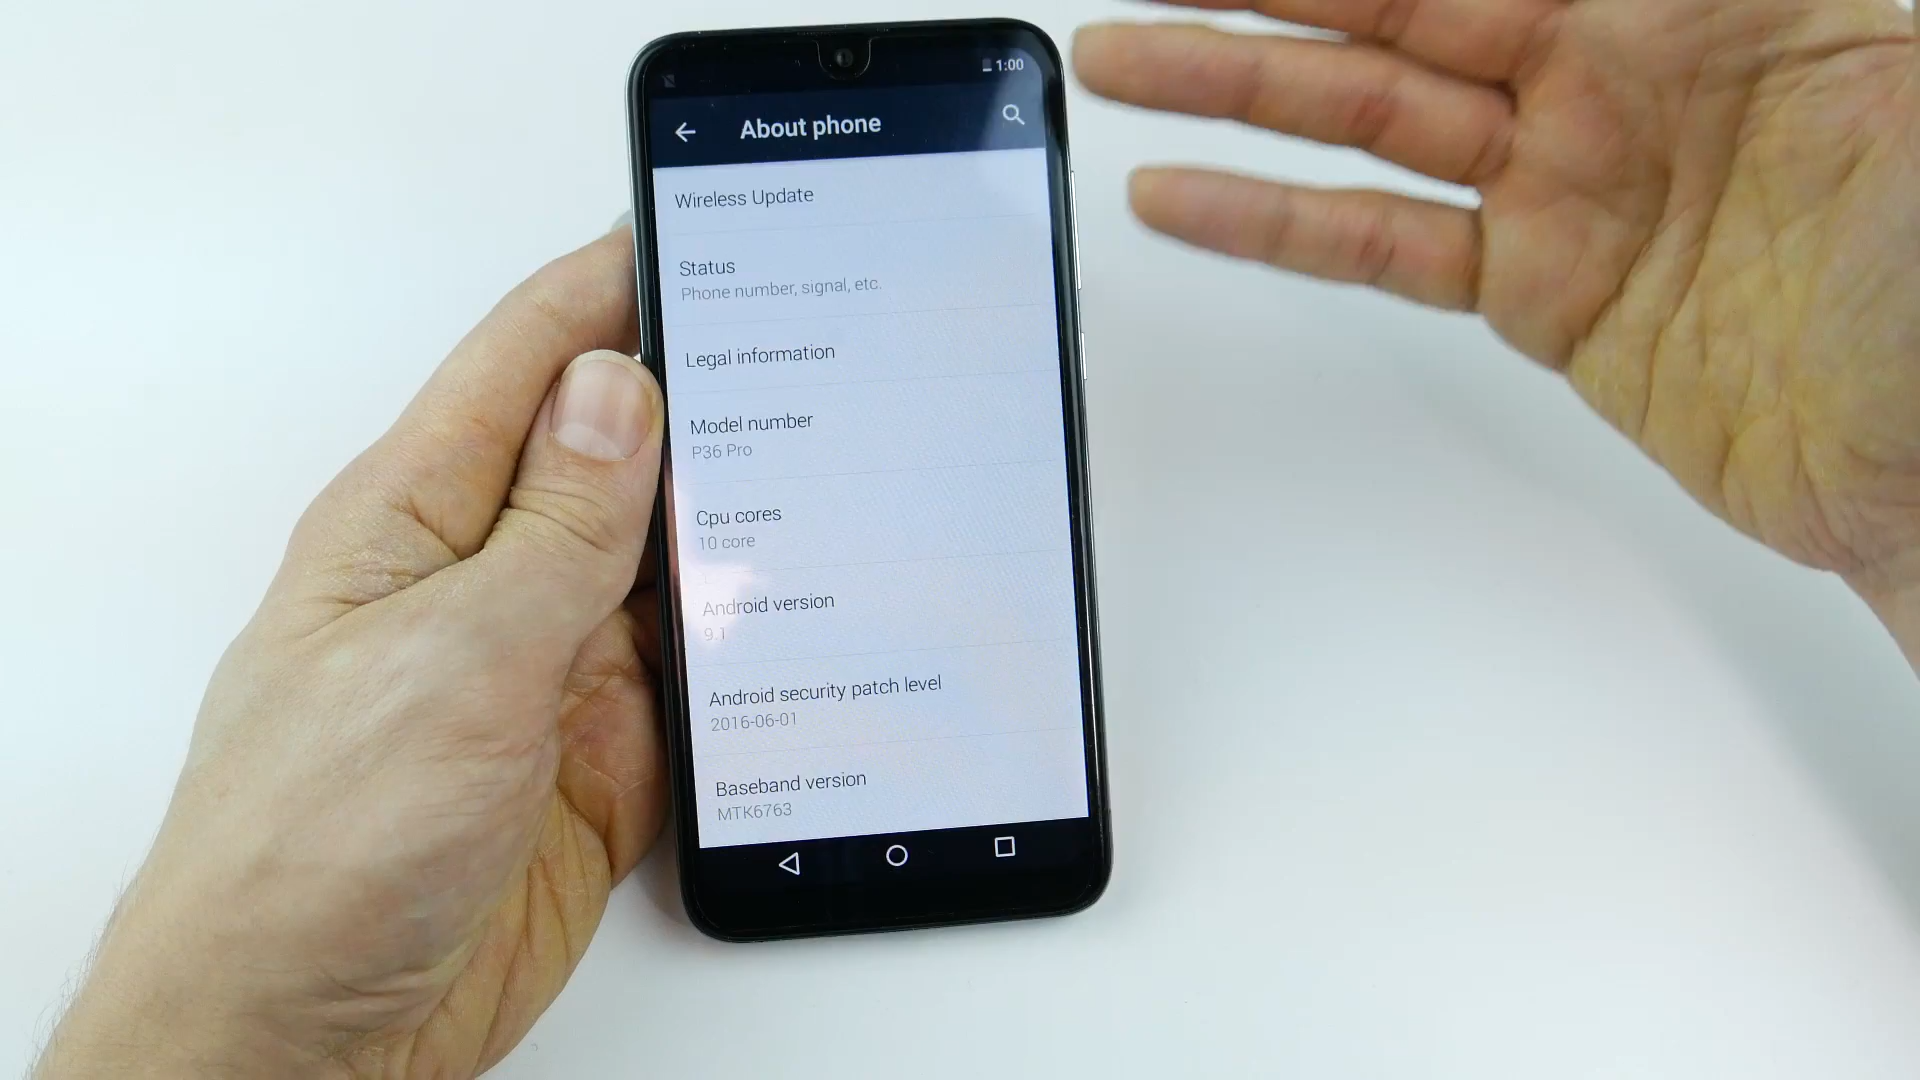 1:00
About phone
Wireless Update
Status
Phone number, signal, etc.
Legal information
Model number
P36 Pro
Cpu cores
10 core
Android version
9.1
Android security patch level
2016-06-01
Baseband version
MTK6763